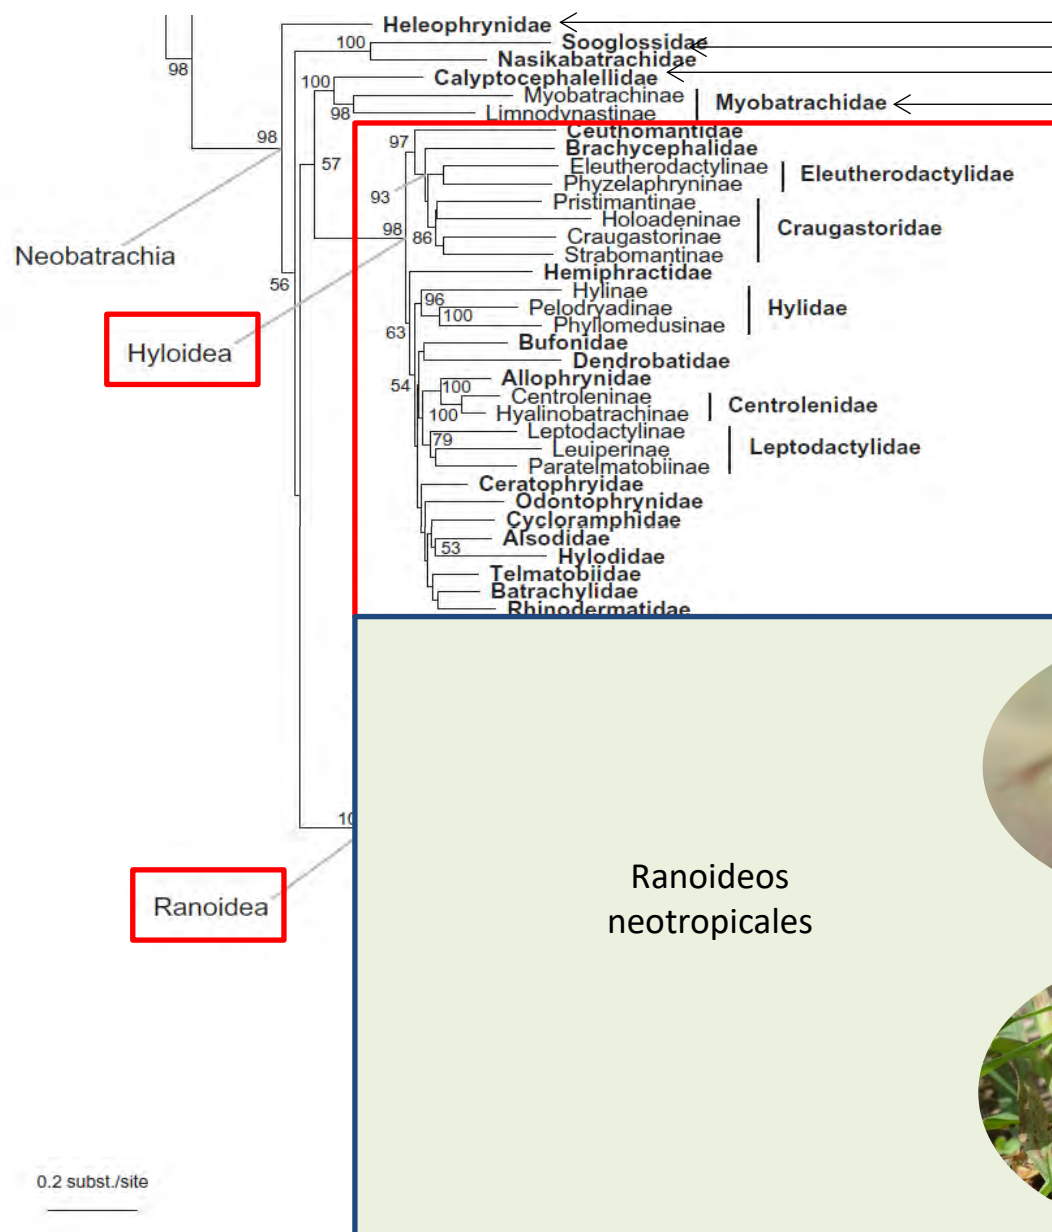 Heleophrynidae
100 Sooglossidae
98 Nasikabatrachidae
100 Calyptocephalellidae
Myobatrachinae
Myobatrachidae
98 Limnodynastinae
97 Ceuthomantidae
98 Brachycephalidae
57 Eleutherodactylinae
Eleutherodactylidae
93 Phyzelaphryninae
Pristimantinae
Holoadeninae
Craugastoridae
98 86 Craugastorinae
Strabomantinae
Neobatrachia
Hemiphractidae
56
96 Hylinae
Pelodryadinae
Hylidae
100 Phyllomedusinae
63
Bufonidae
Hyloidea
Dendrobatidae
54 Allophrynidae
100 Centroleninae
Centrolenidae
100 Hyalinobatrachinae
Leptodactylinae
79 Leuiperinae
Leptodactylidae
Paratelmatobiinae
Ceratophryidae
Odontophrynidae
Cycloramphidae
Alsodidae
53 Hylodidae
Telmatobiidae
Batrachylidae
Rhinodermatidae
Ranoideos
neotropicales
Ranoidea
0.2 subst./site